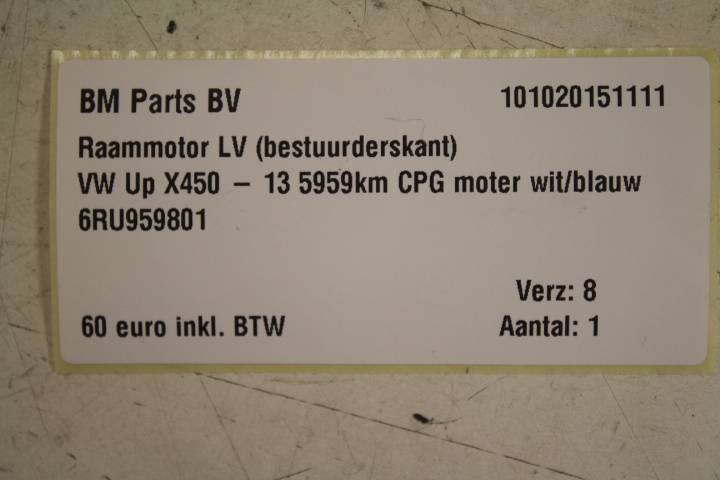 BM Parts BV 101020151111
Raammotor LV (bestuurderskant)
VW Up X450 – 13 5959km CPG moter wit/blauw
6RU959801
Verz: 8
60 euro inkl. BTW Aantal: 1